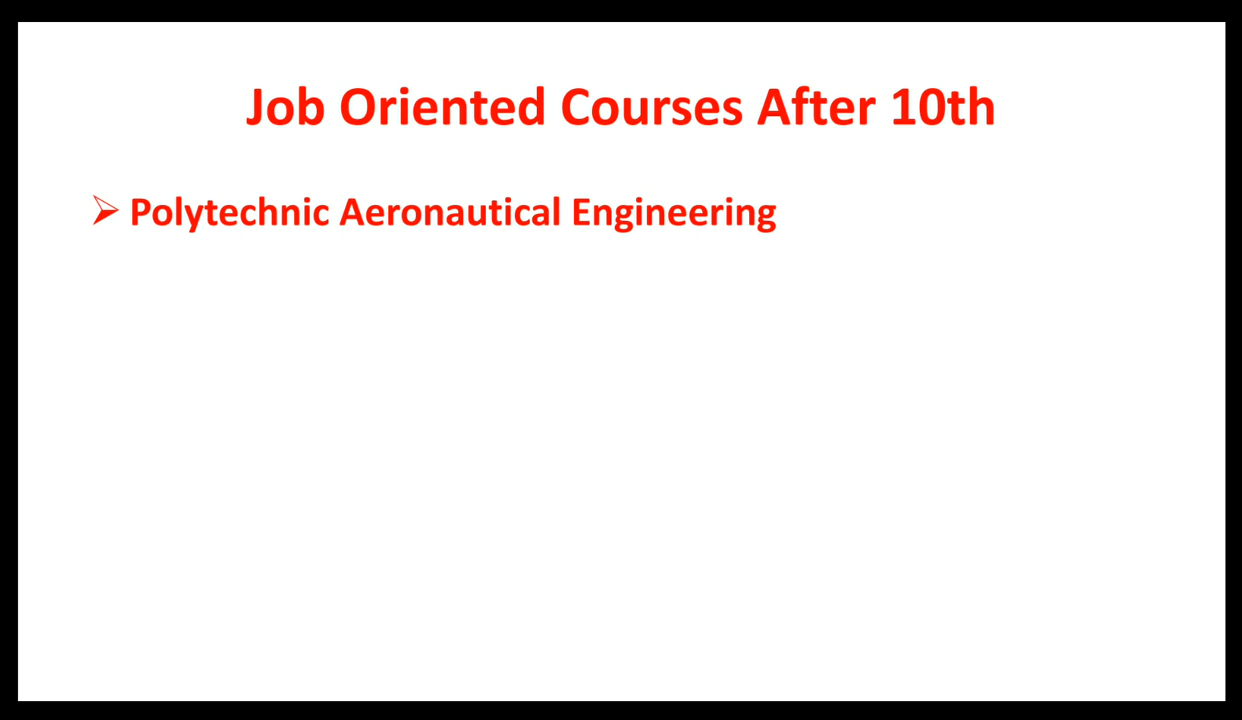 Job Oriented Courses After 10th
➢ Polytechnic Aeronautical Engineering